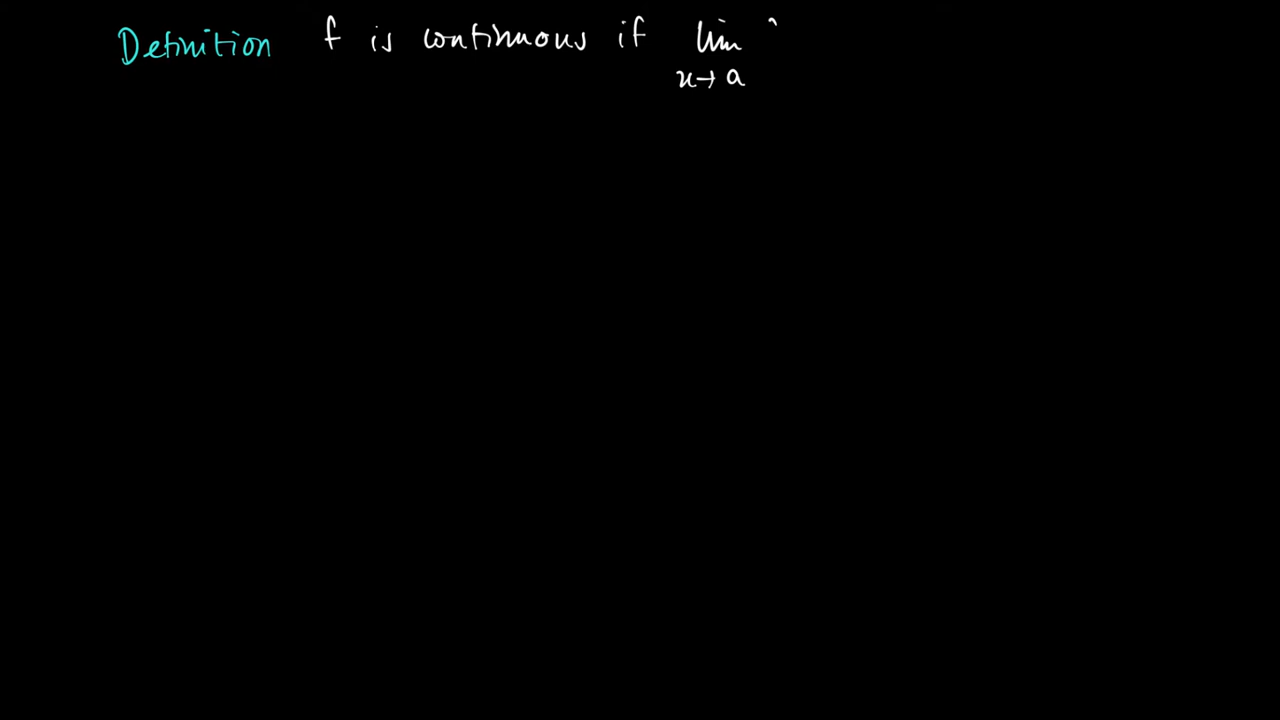 Definition f is continuous if lim
x→a